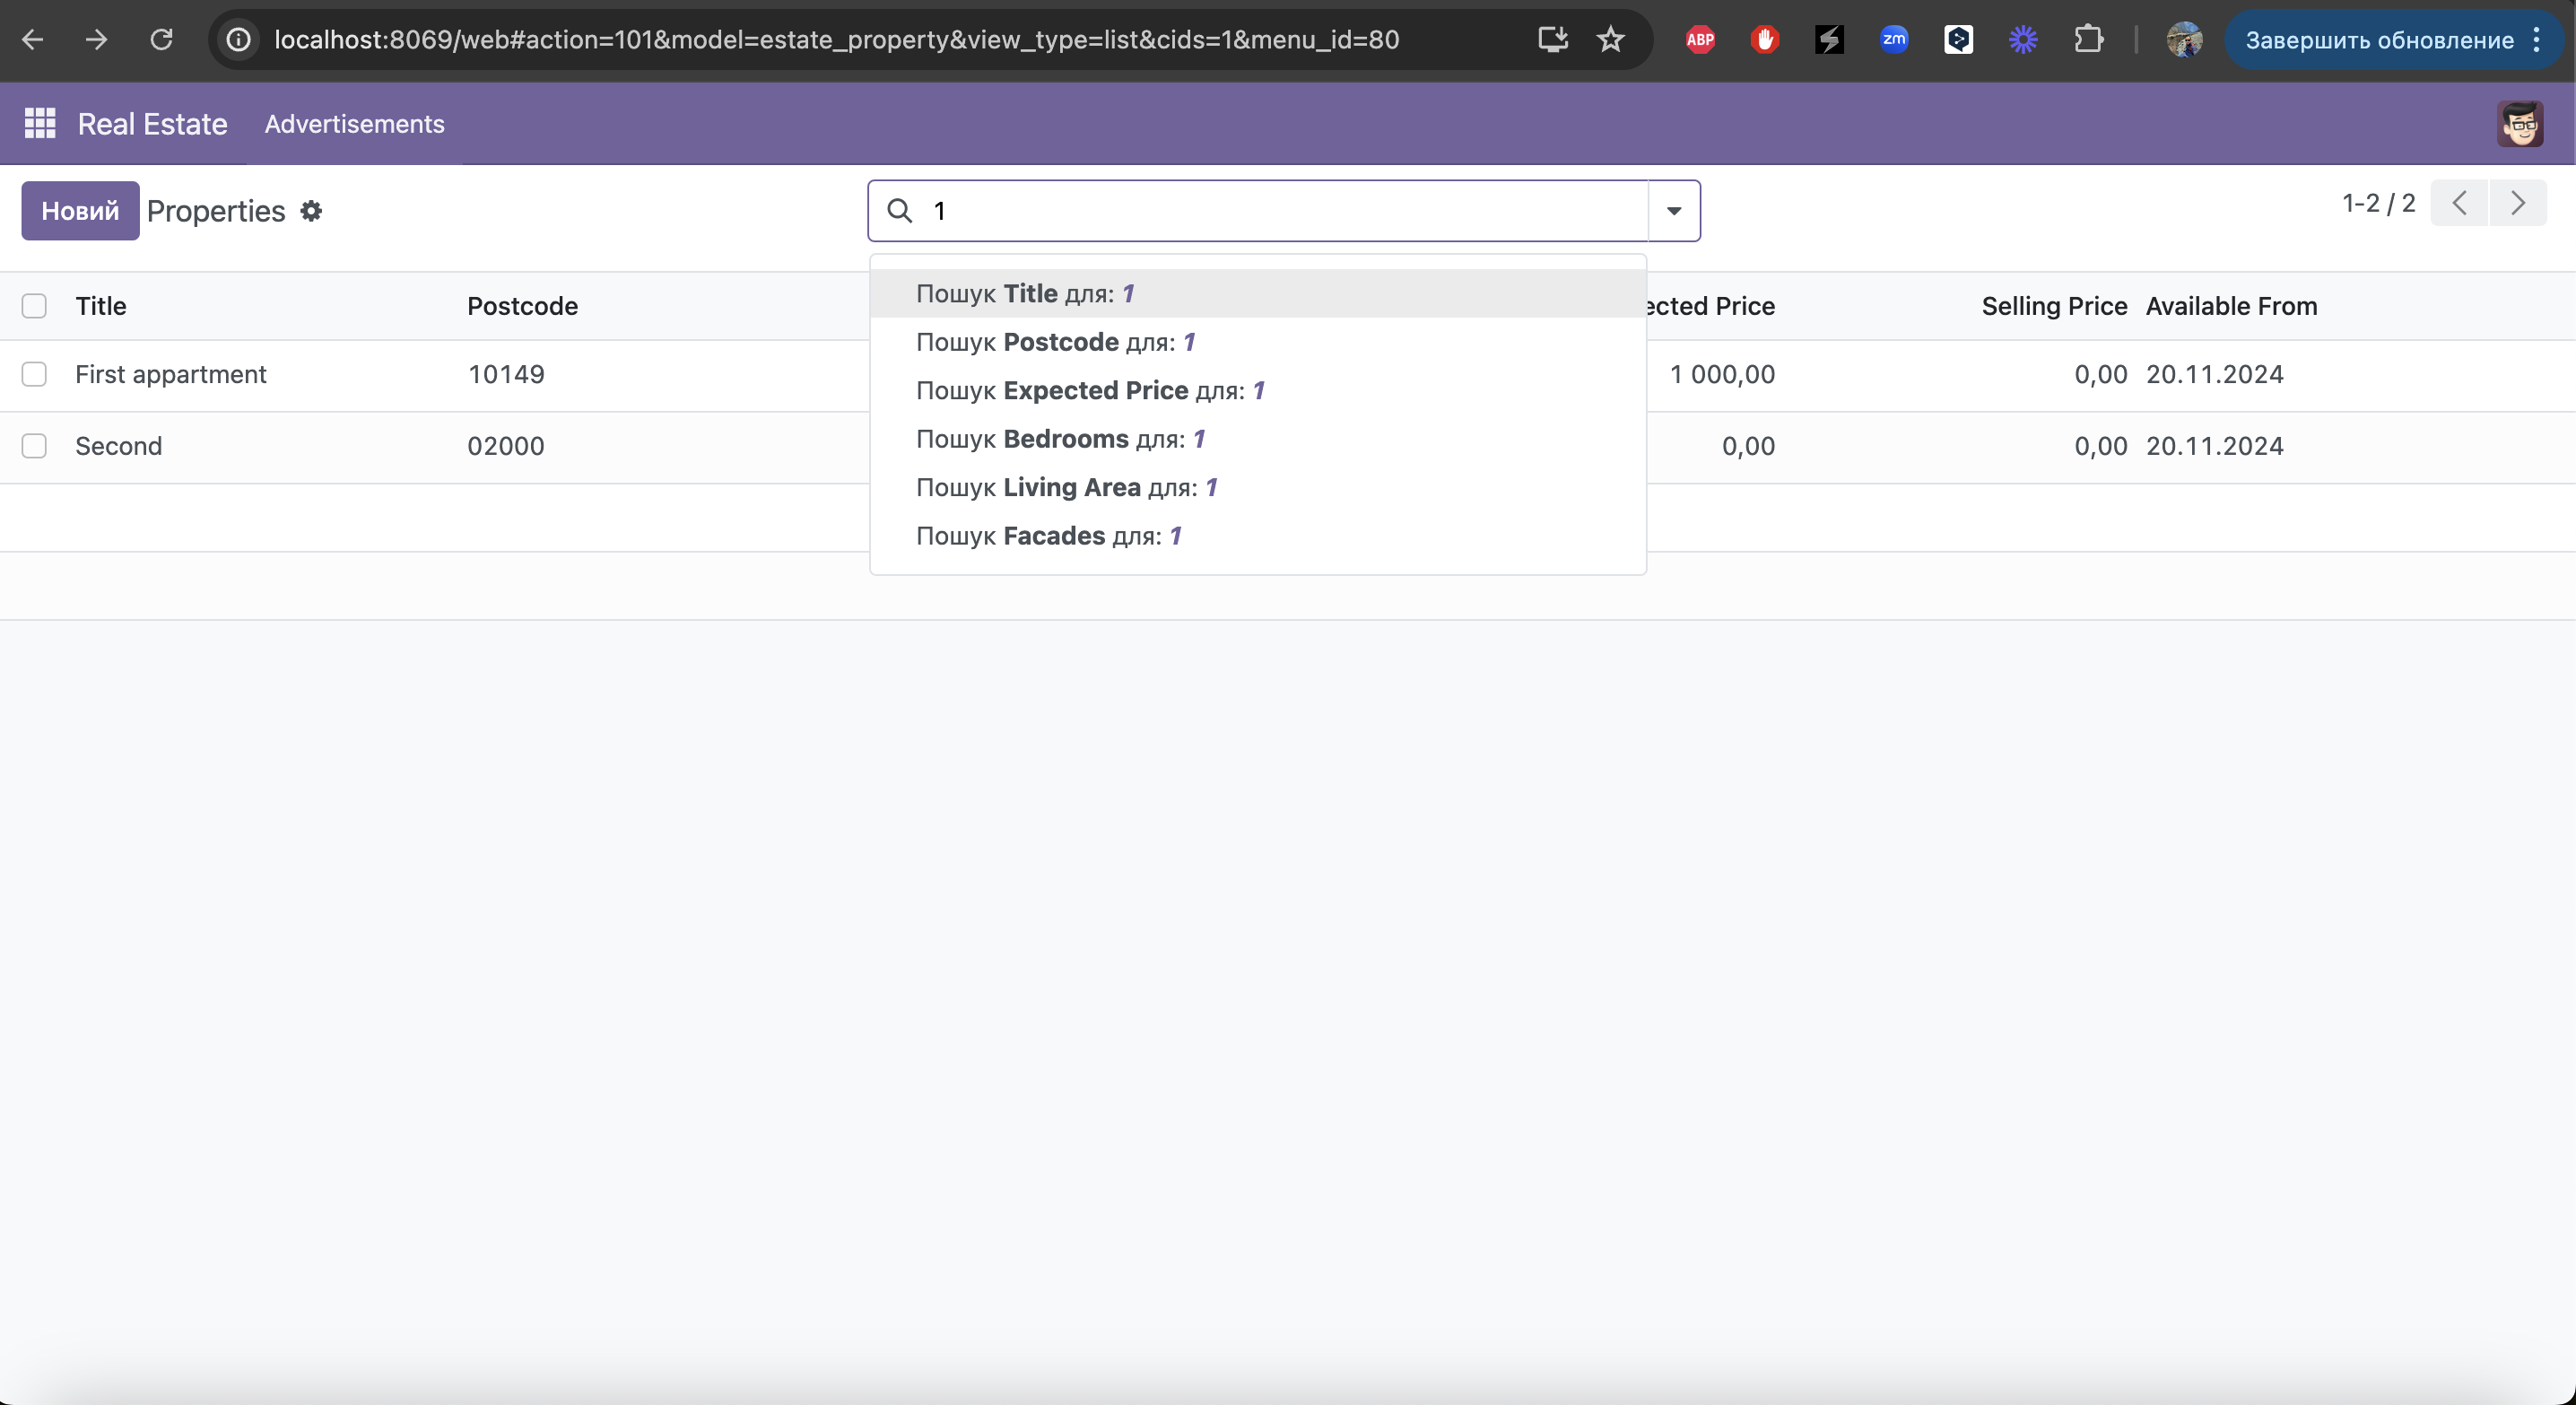 localhost:8069/web#action=101&model=estate_property&view_type=list&cids=1&menu_id=80
ABP
zm
Завершить обновление
Real Estate
Advertisements
Новий
Properties
1
1-2 / 2
Title
Postcode
ected Price
Selling Price
Available From
First appartment
10149
1 000,00
0,00
20.11.2024
Second
02000
0,00
0,00
20.11.2024
Пошук Title для: 1
Пошук Postcode для: 1
Пошук Expected Price для: 1
Пошук Bedrooms для: 1
Пошук Living Area для: 1
Пошук Facades для: 1